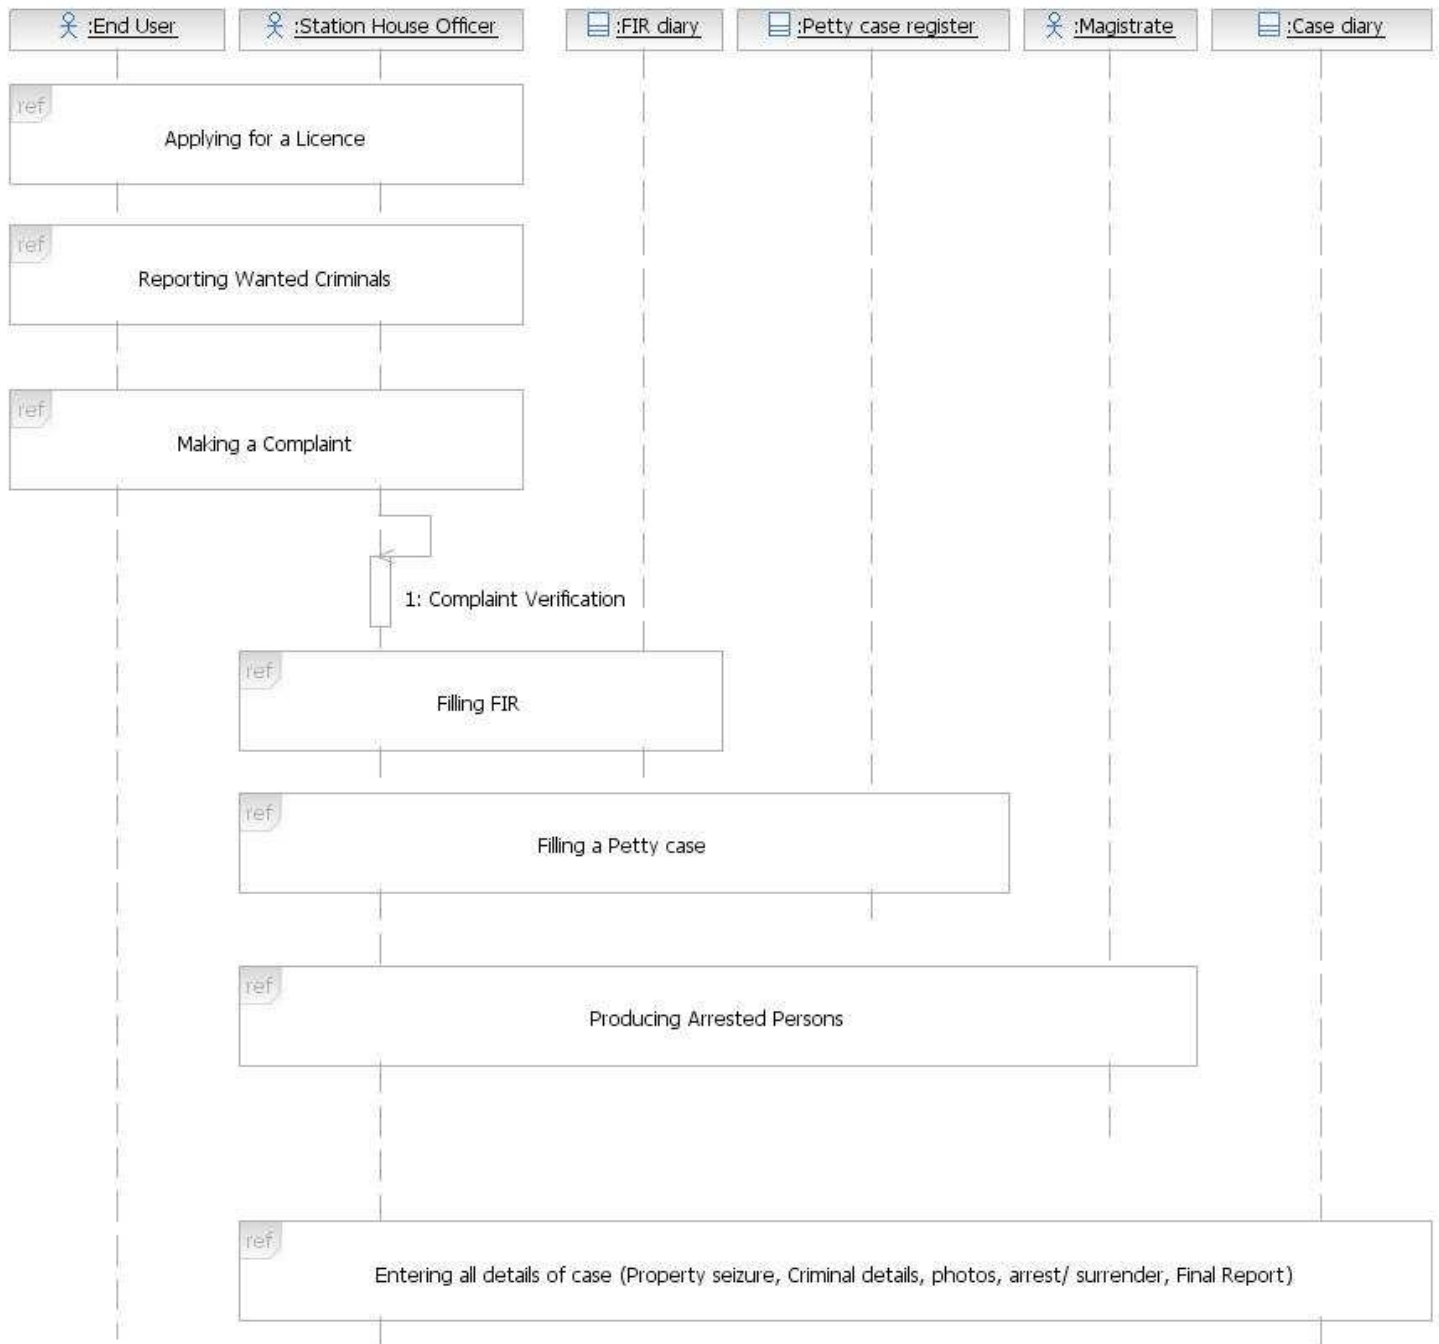 :End User
:Station House Officer
:FIR diary
:Petty case register
:Magistrate
:Case diary
ref
Applying for a Licence
ref
Reporting Wanted Criminals
ref
Making a Complaint
1: Complaint Verification
ref
Filling FIR
ref
Filling a Petty case
ref
Producing Arrested Persons
ref
Entering all details of case (Property seizure, Criminal details, photos, arrest/ surrender, Final Report)